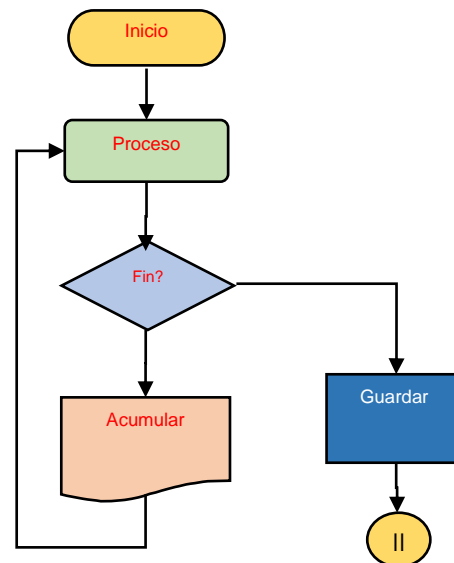 Inicio
Proceso
Fin?
Acumular
Guardar
II